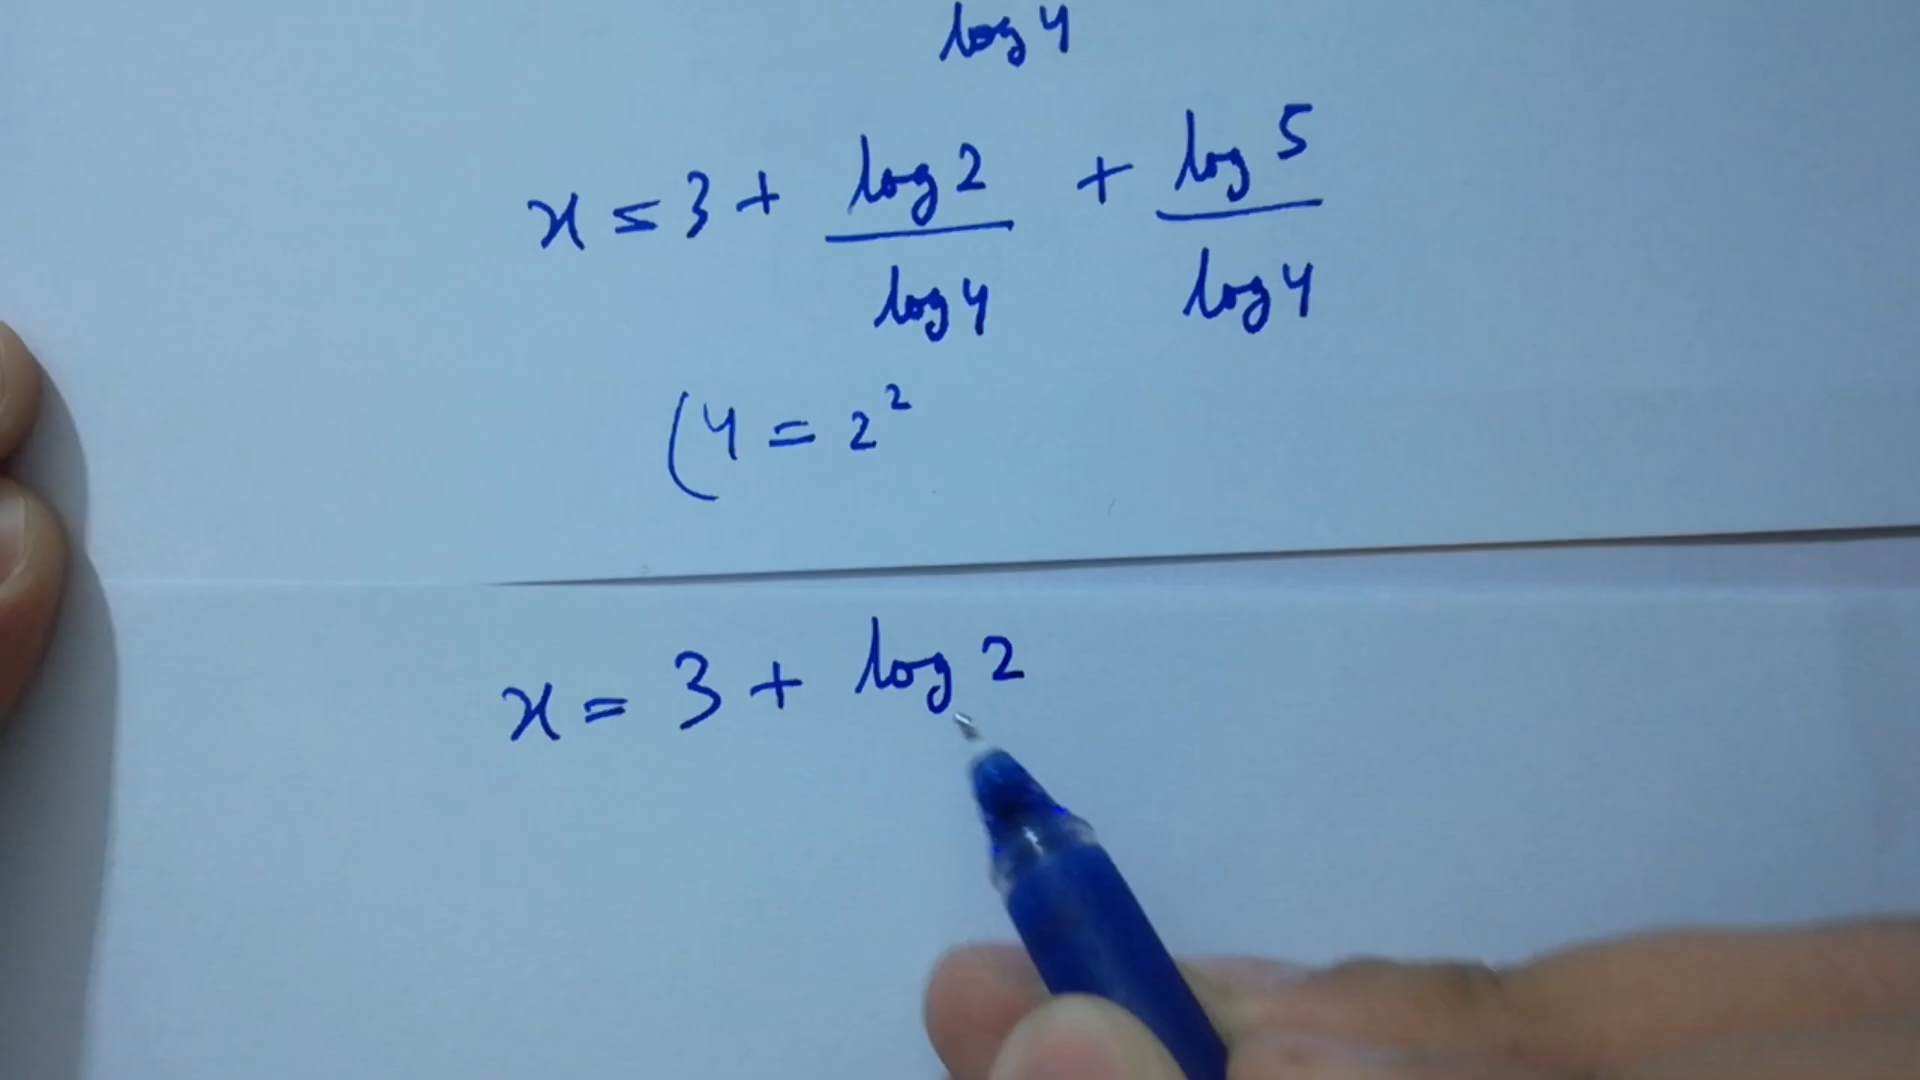 log 4
x = 3 + log 2 / log 4 + log 5 / log 4
(4 = 2²
x = 3 + log 2